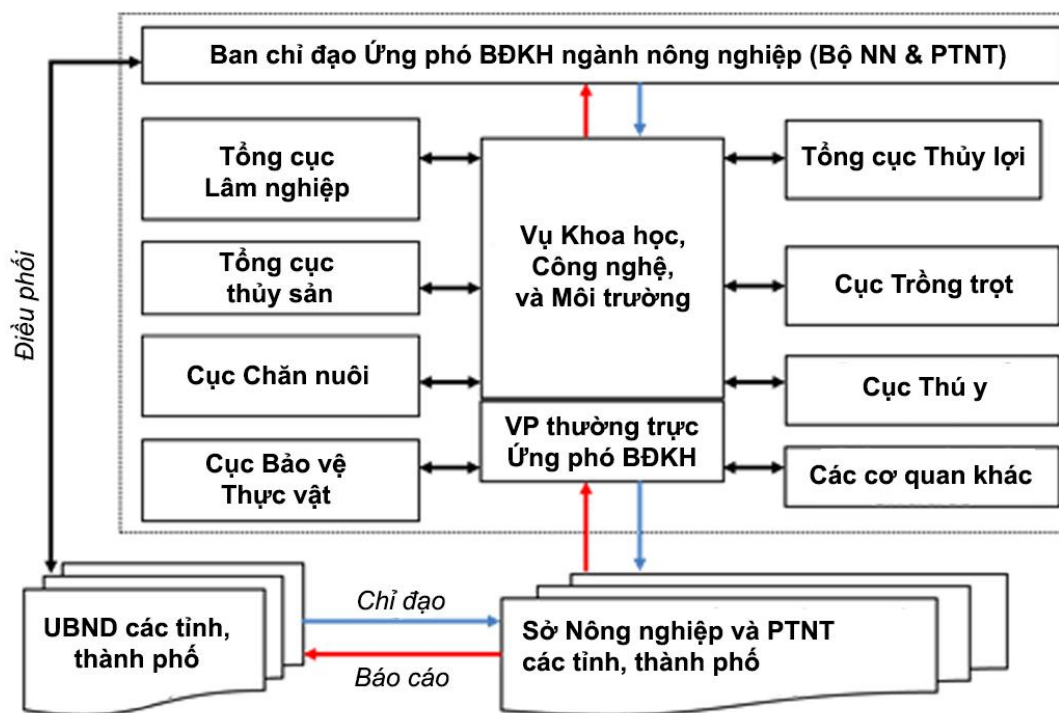 Ban chỉ đạo Ứng phó BĐKH ngành nông nghiệp (Bộ NN & PTNT)
Tổng cục
Lâm nghiệp
Tổng cục Thủy lợi
Vụ Khoa học,
Công nghệ,
và Môi trường
Tổng cục
thủy sản
Cục Trồng trọt
Cục Chăn nuôi
Cục Thú y
VP thường trực
Ứng phó BĐKH
Cục Bảo vệ
Thực vật
Các cơ quan khác
Điều phối
UBND các tỉnh,
thành phố
Chỉ đạo
Báo cáo
Sở Nông nghiệp và PTNT
các tỉnh, thành phố